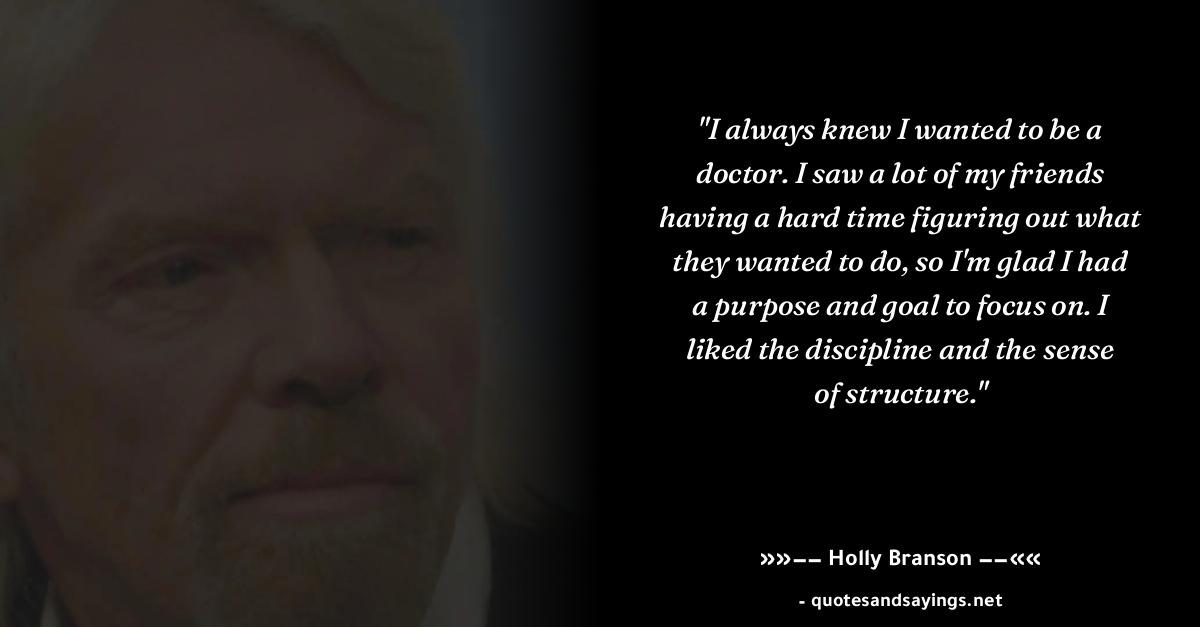 "I always knew I wanted to be a
doctor. I saw a lot of my friends
having a hard time figuring out what
they wanted to do, so I'm glad I had
a purpose and goal to focus on. I
liked the discipline and the sense
of structure."
»»–– Holly Branson ––««
- quotesandsayings.net